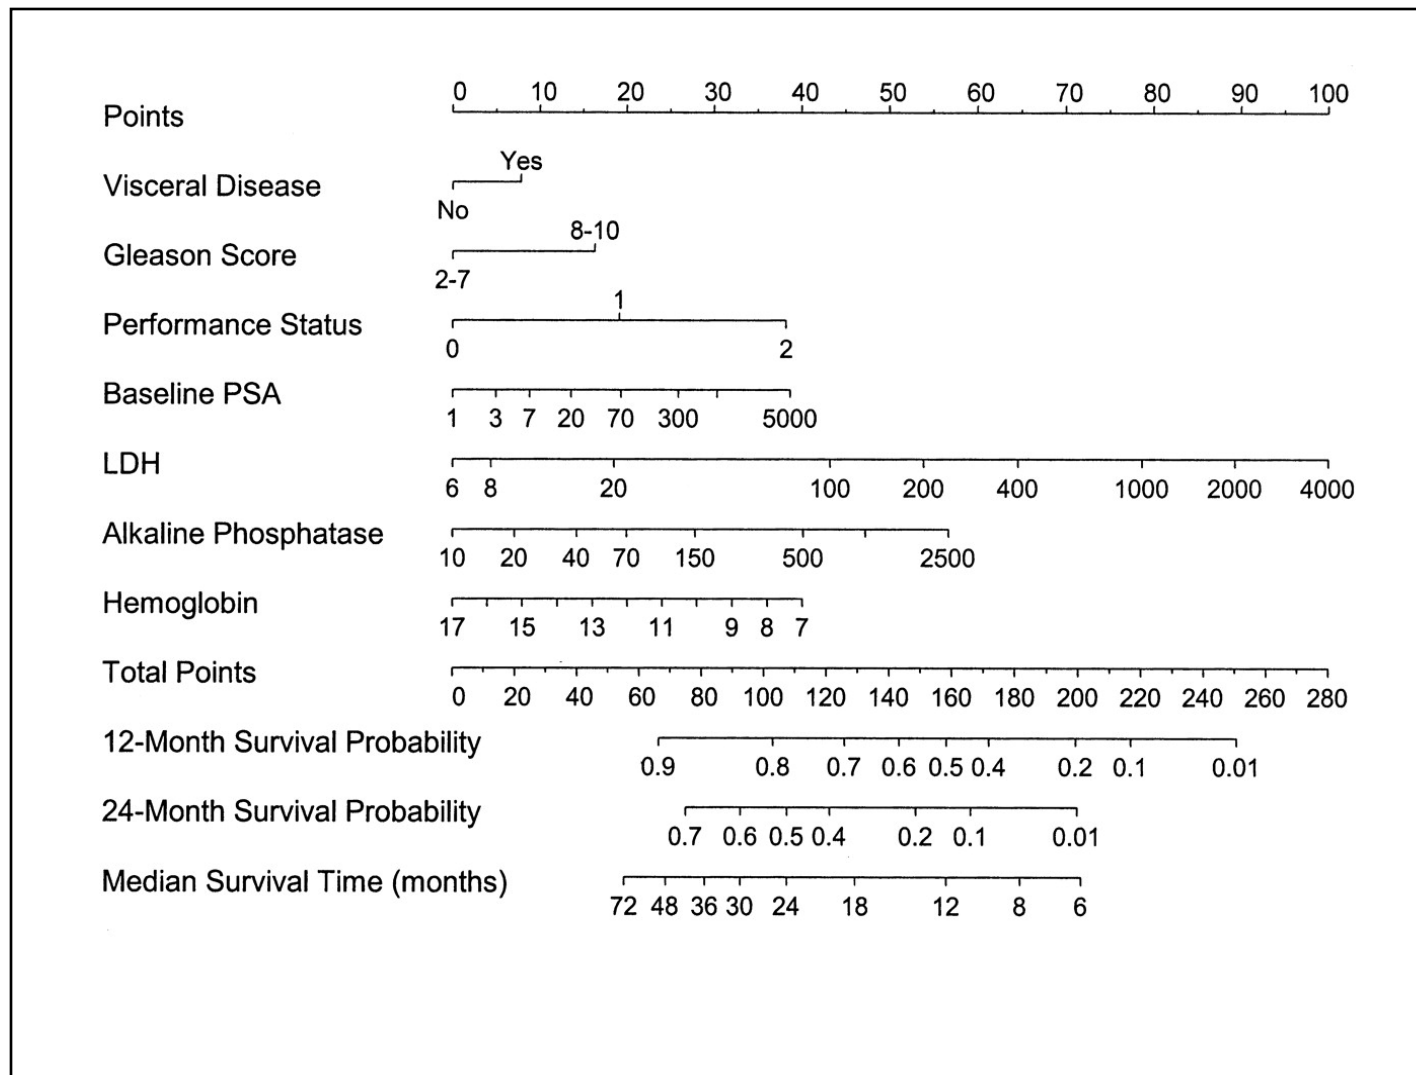 0 10 20 30 40 50 60 70 80 90 100
Points
Yes
Visceral Disease
No
8-10
Gleason Score
2-7
1
Performance Status
0 2
Baseline PSA
1 3 7 20 70 300 5000
LDH
6 8 20 100 200 400 1000 2000 4000
Alkaline Phosphatase
10 20 40 70 150 500 2500
Hemoglobin
17 15 13 11 9 8 7
Total Points
0 20 40 60 80 100 120 140 160 180 200 220 240 260 280
12-Month Survival Probability
0.9 0.8 0.7 0.6 0.5 0.4 0.2 0.1 0.01
24-Month Survival Probability
0.7 0.6 0.5 0.4 0.2 0.1 0.01
Median Survival Time (months)
72 48 36 30 24 18 12 8 6